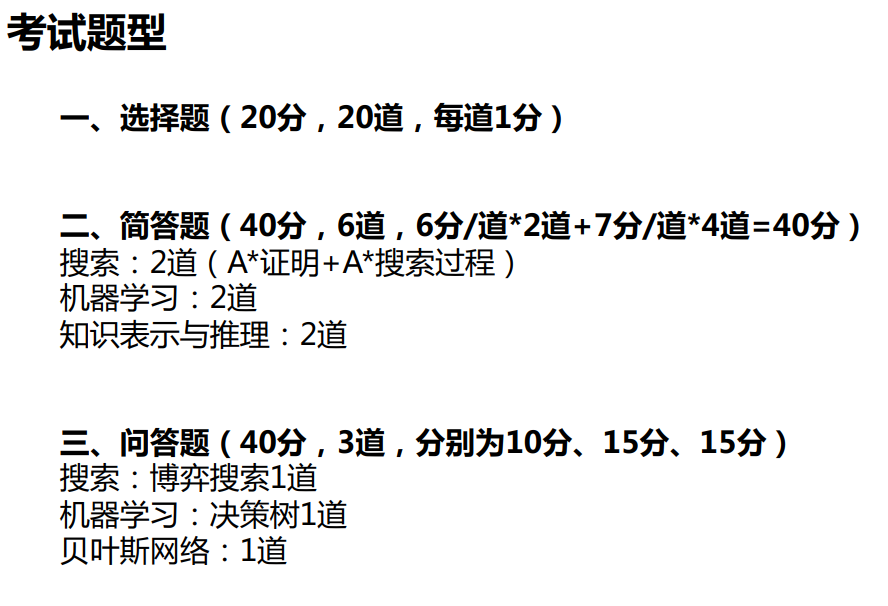 考试题型
一、选择题（20分，20道，每道1分）
二、简答题（40分，6道，6分/道*2道+7分/道*4道=40分）
搜索：2道（A*证明+A*搜索过程）
机器学习：2道
知识表示与推理：2道
三、问答题（40分，3道，分别为10分、15分、15分）
搜索：博弈搜索1道
机器学习：决策树1道
贝叶斯网络：1道